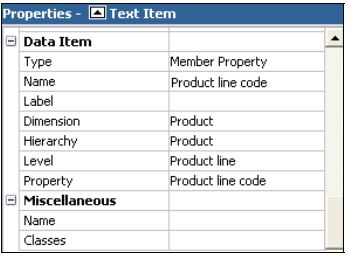 Properties - Text Item
Data Item
Type Member Property
Name Product line code
Label
Dimension Product
Hierarchy Product
Level Product line
Property Product line code
Miscellaneous
Name
Classes